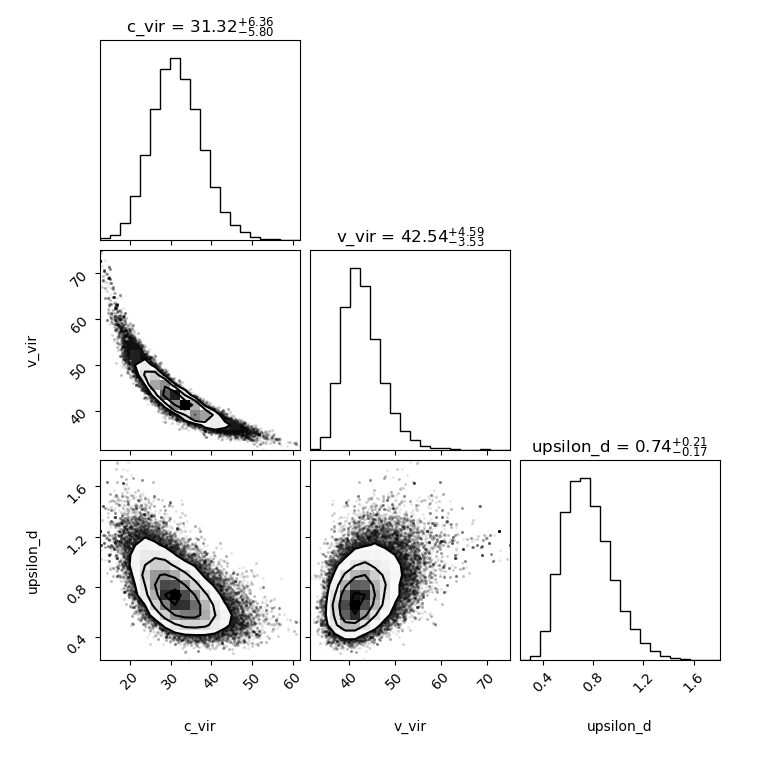 c_vir = 31.32+6.36−5.80
v_vir = 42.54+4.59−3.53
70
60
50
40
v_vir
upsilon_d = 0.74+0.21−0.17
1.6
1.2
0.8
0.4
upsilon_d
20 30 40 50 60
40 50 60 70
0.4 0.8 1.2 1.6
c_vir v_vir upsilon_d